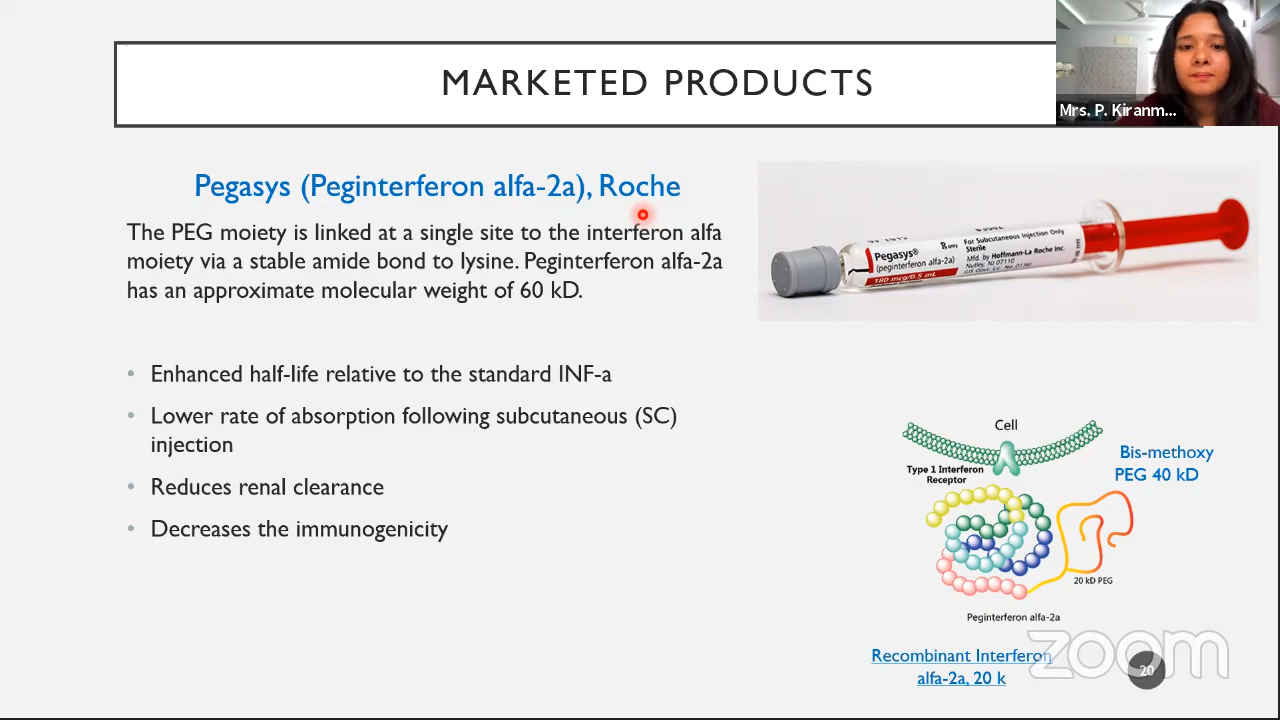 MARKETED PRODUCTS
Mrs. P. Kiranm...
Pegasys (Peginterferon alfa-2a), Roche
The PEG moiety is linked at a single site to the interferon alfa
moiety via a stable amide bond to lysine. Peginterferon alfa-2a
has an approximate molecular weight of 60 kD.
• Enhanced half-life relative to the standard INF-a
• Lower rate of absorption following subcutaneous (SC)
injection
• Reduces renal clearance
• Decreases the immunogenicity
Pegasys®
(peginterferon alfa-2a)
180 mcg/0.5 mL
Rx only
For Subcutaneous Injection Only
Sterile
Mfd. by Hoffmann-La Roche Inc.
Nutley, NJ 07110
Cell
Type 1 Interferon
Receptor
Bis-methoxy
PEG 40 kD
20 kD PEG
Peginterferon alfa-2a
Recombinant Interferon
alfa-2a, 20 k
zoom
20